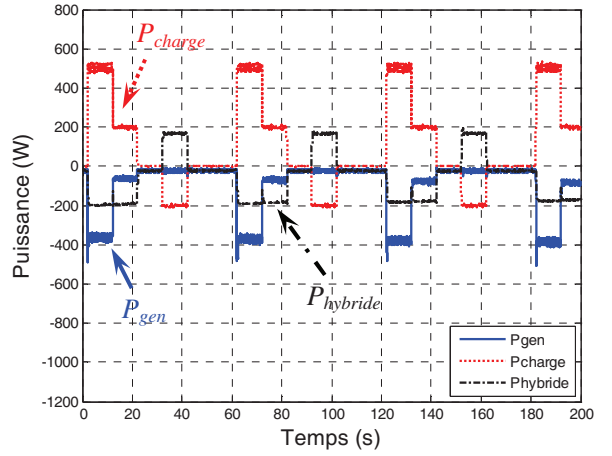 800
600
400
200
0
-200
-400
-600
-800
-1000
-1200
Puissance (W)
P_charge
P_gen
P_hybride
Pgen
Pcharge
Phybride
0 20 40 60 80 100 120 140 160 180 200
Temps (s)